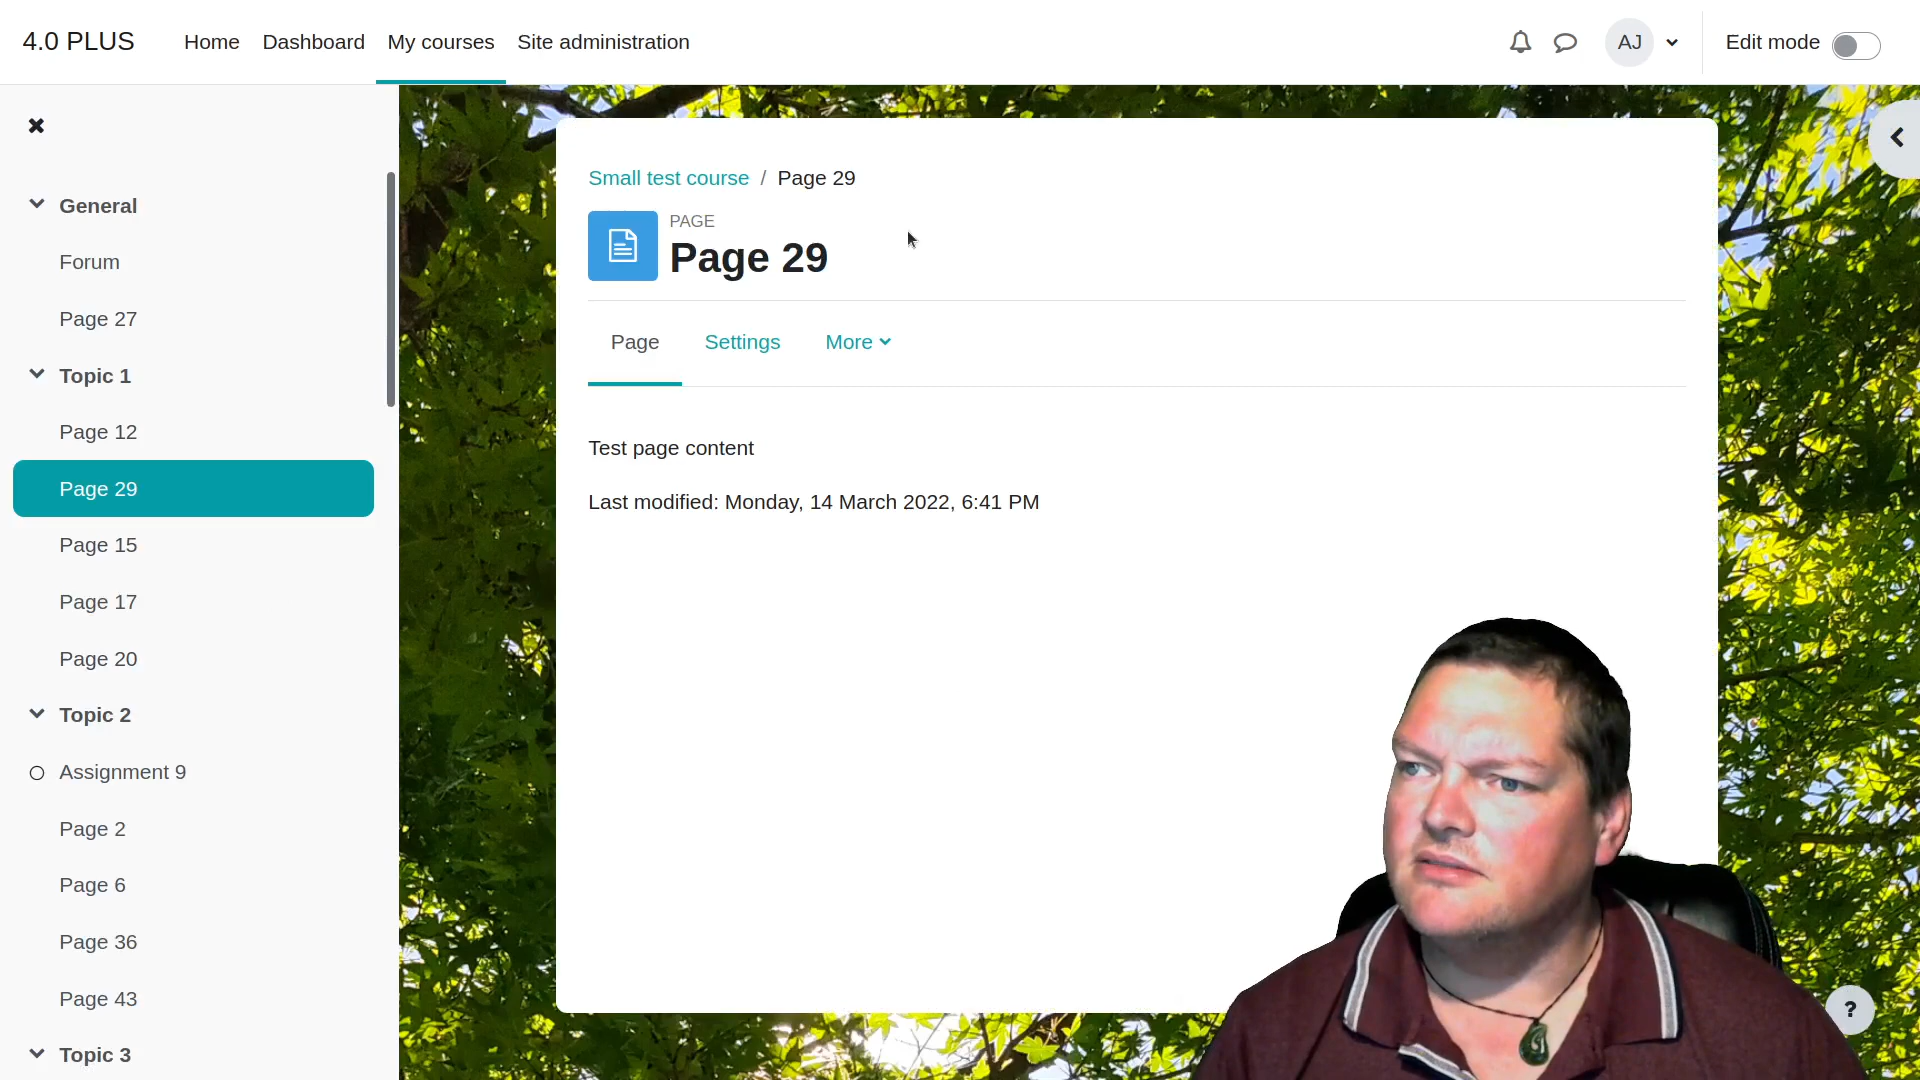 4.0 PLUS Home Dashboard My courses Site administration AJ Edit mode
General
Forum
Page 27
Topic 1
Page 12
Page 29
Page 15
Page 17
Page 20
Topic 2
Assignment 9
Page 2
Page 6
Page 36
Page 43
Topic 3
Small test course / Page 29
PAGE
Page 29
Page Settings More
Test page content
Last modified: Monday, 14 March 2022, 6:41 PM
?